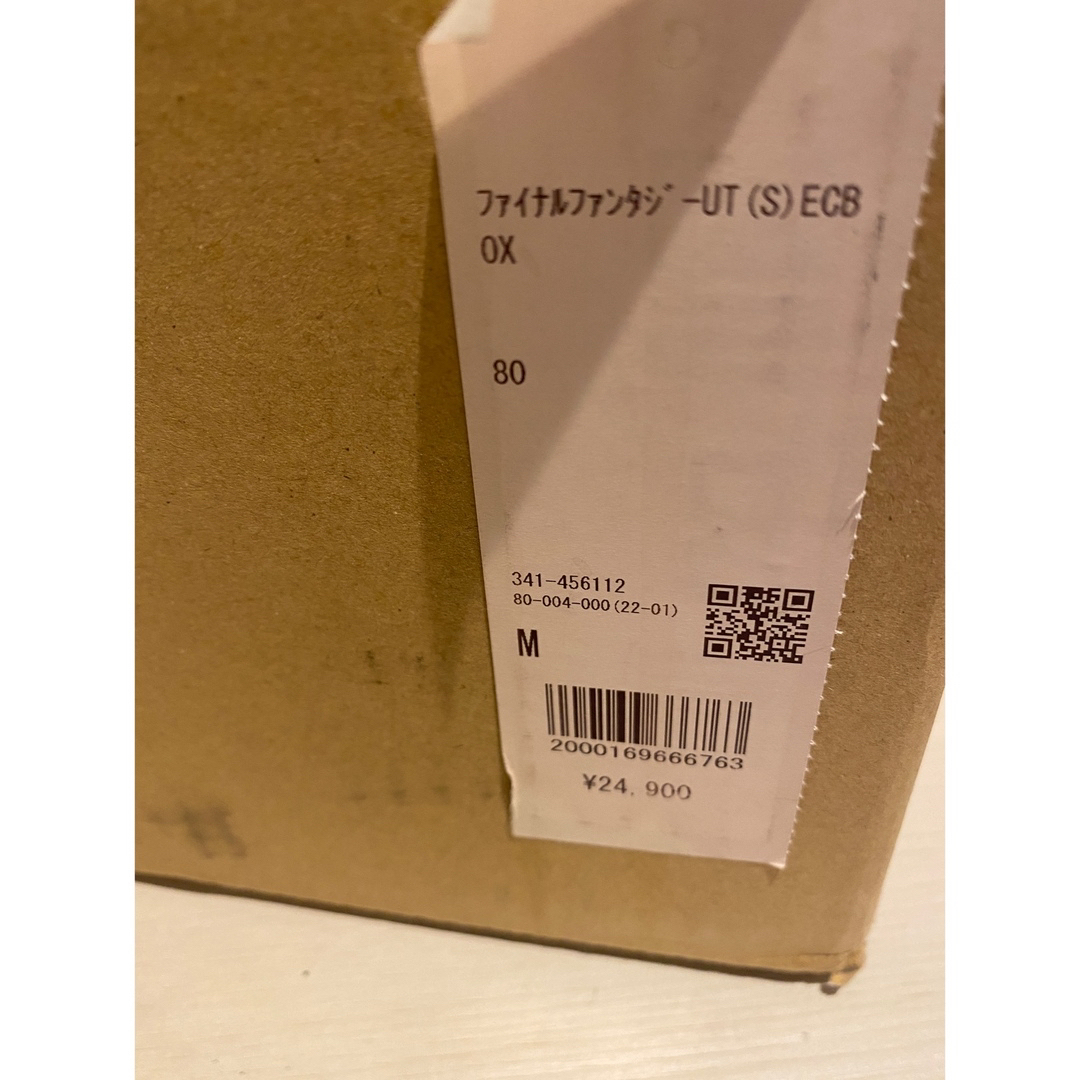 ﾌｧｲﾅﾙﾌｧﾝﾀｼﾞｰUT(S)ECB
OX
80
341-456112
80-004-000(22-01)
M
2000169666763
¥24,900